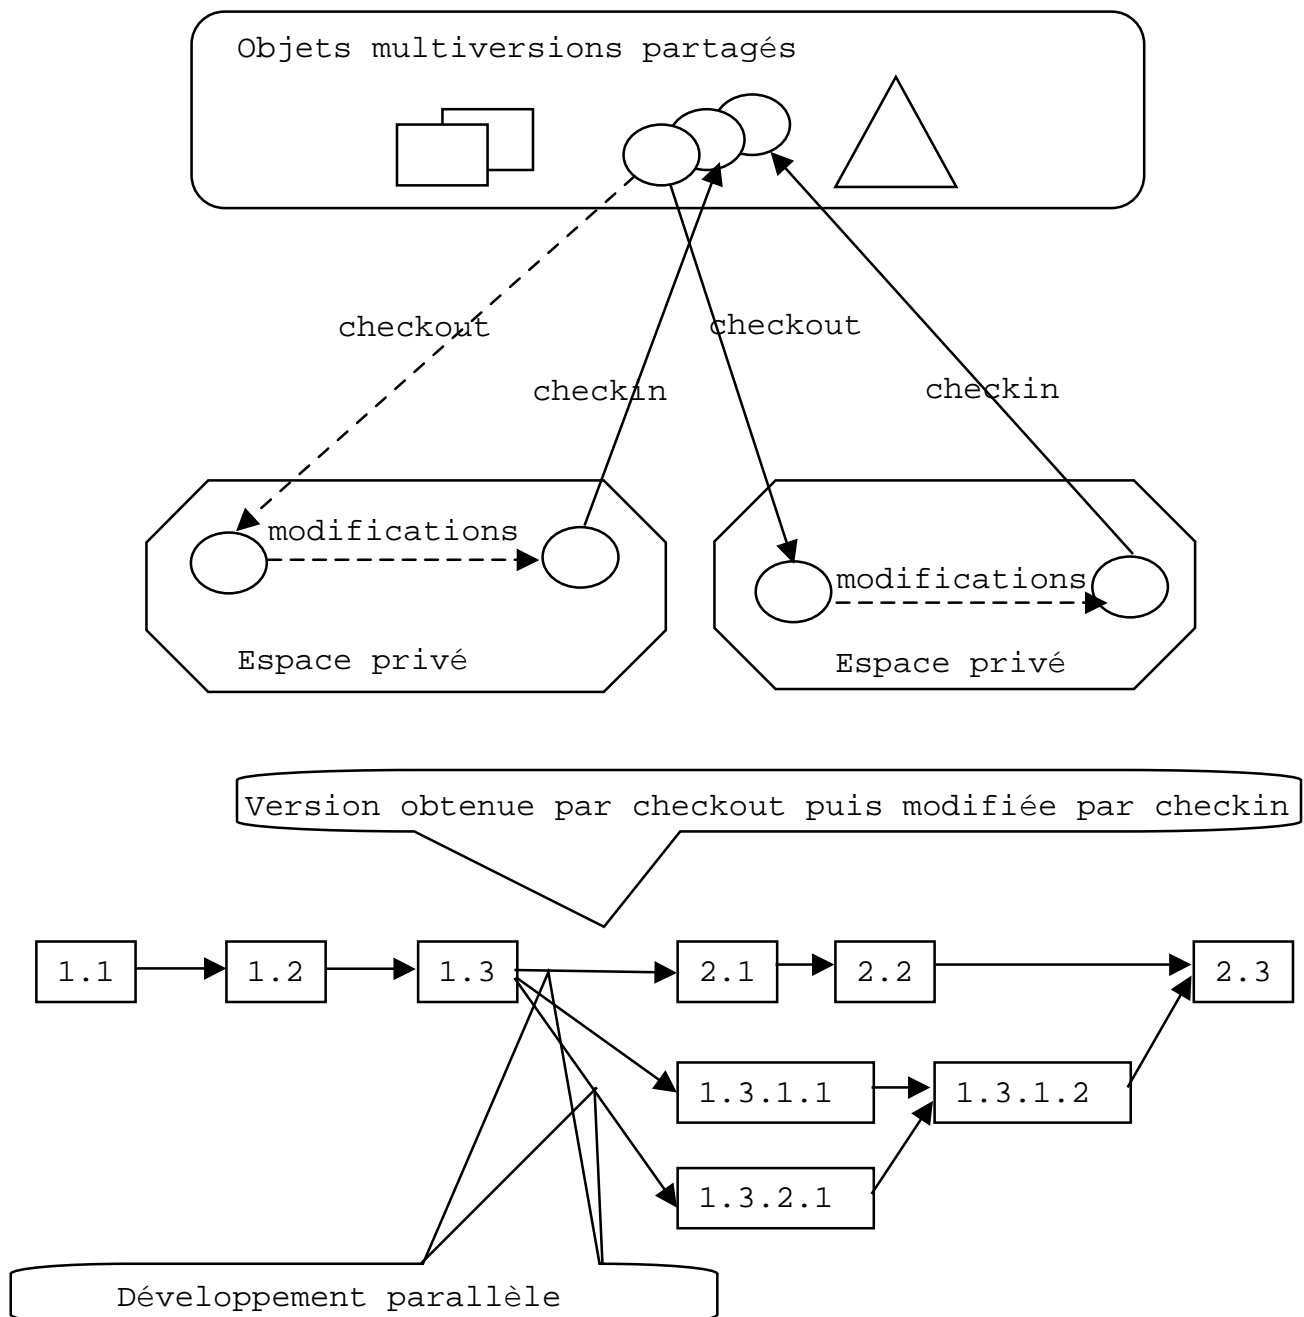 Objets multiversions partagés
checkout
checkout
checkin
checkin
modifications
modifications
Espace privé
Espace privé
Version obtenue par checkout puis modifiée par checkin
1.1
1.2
1.3
2.1
2.2
2.3
1.3.1.1
1.3.1.2
1.3.2.1
Développement parallèle